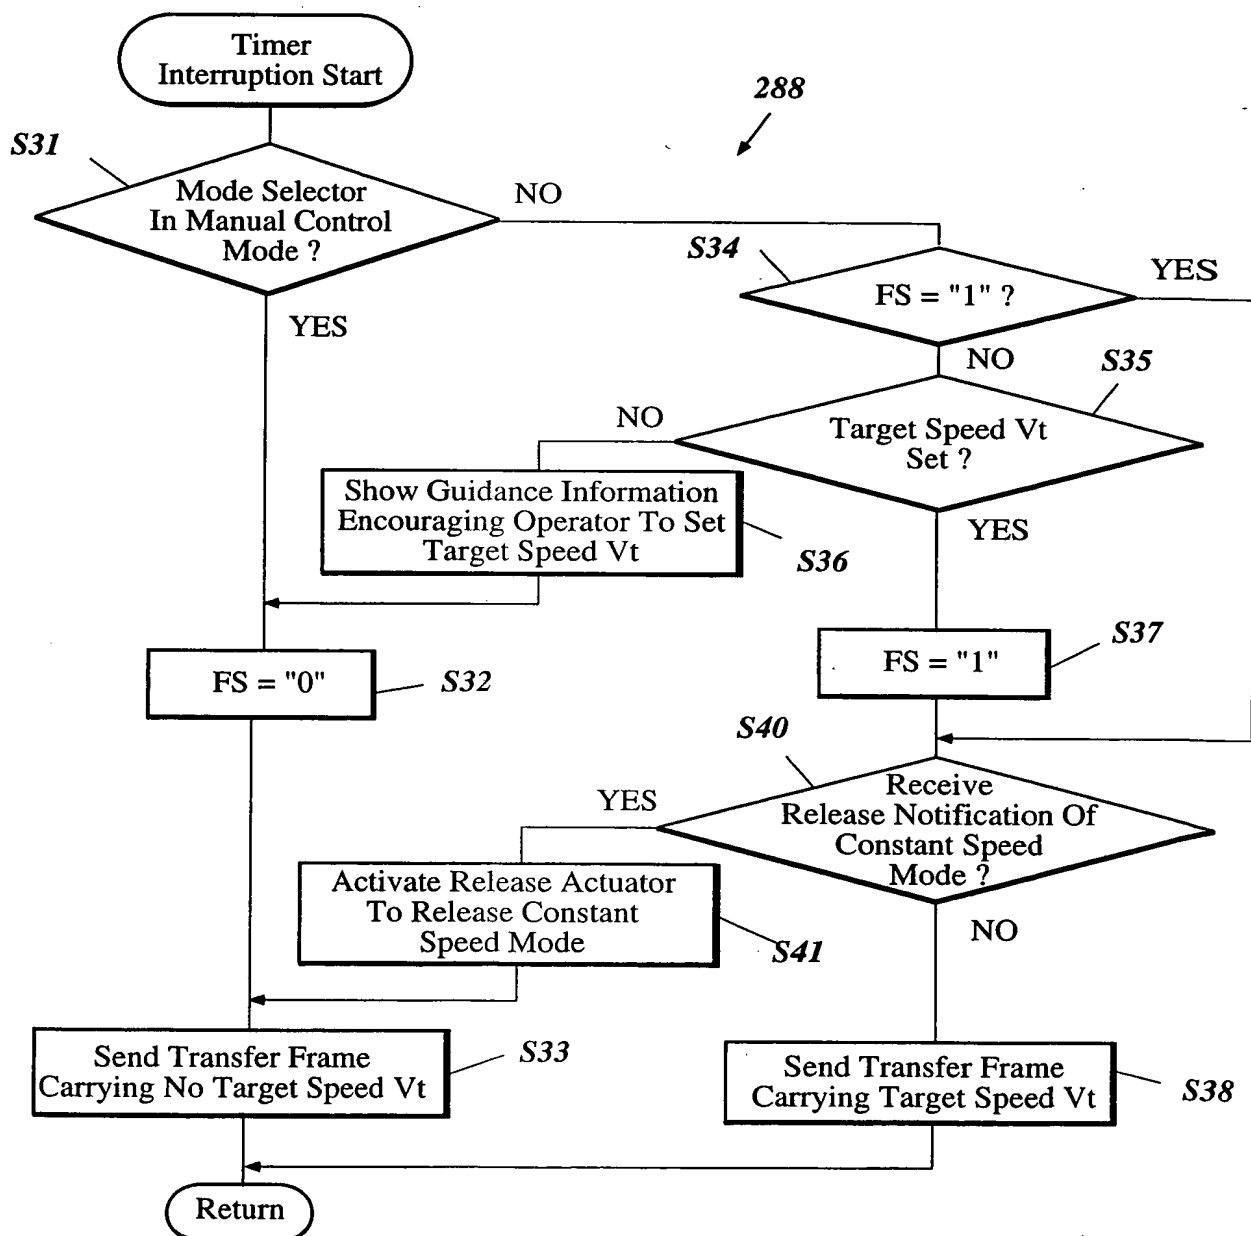 Timer
Interruption Start
288
S31
Mode Selector
In Manual Control
Mode ?
NO
YES
S34
FS = "1" ?
YES
NO
S35
Target Speed Vt
Set ?
NO
YES
Show Guidance Information
Encouraging Operator To Set
Target Speed Vt
S36
FS = "0"
S32
FS = "1"
S37
S40
Receive
Release Notification Of
Constant Speed
Mode ?
YES
NO
Activate Release Actuator
To Release Constant
Speed Mode
S41
Send Transfer Frame
Carrying No Target Speed Vt
S33
Send Transfer Frame
Carrying Target Speed Vt
S38
Return